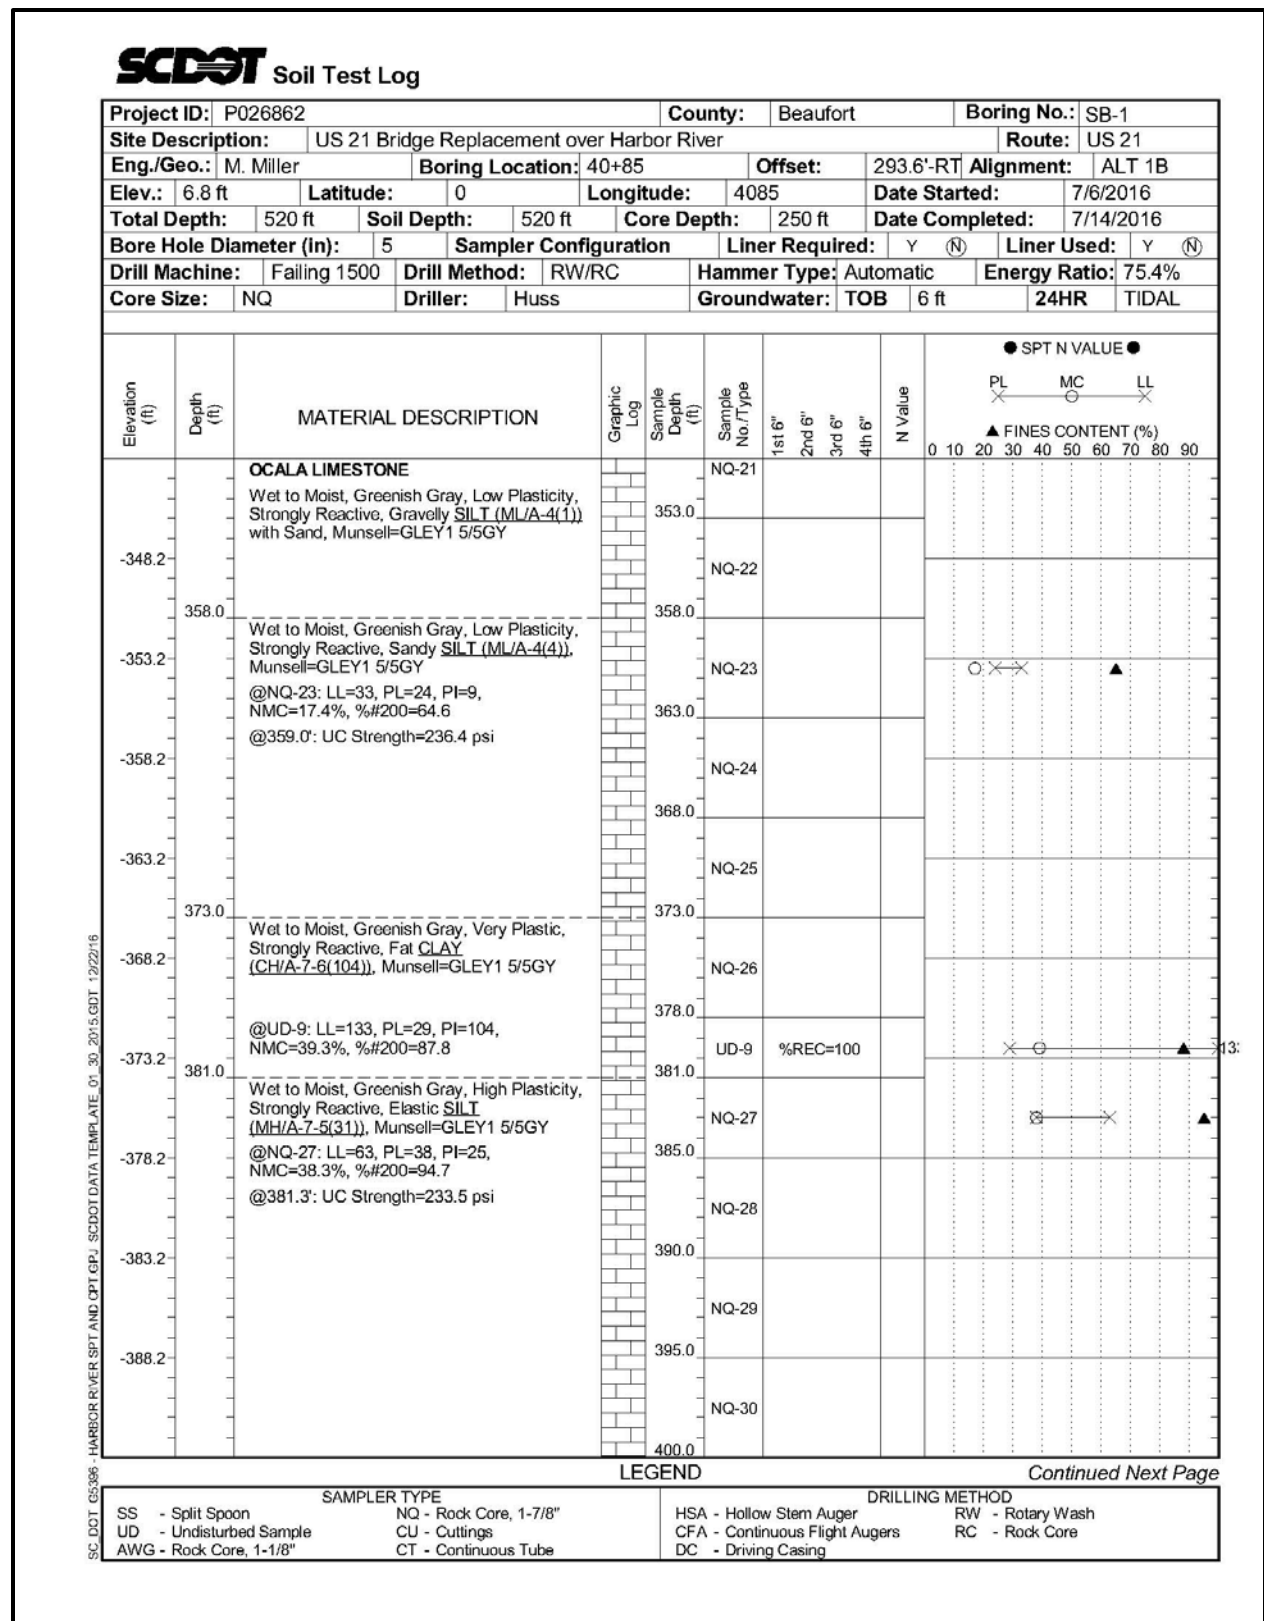 SCDOT Soil Test Log
Project ID: P026862 County: Beaufort Boring No.: SB-1
Site Description: US 21 Bridge Replacement over Harbor River Route: US 21
Eng./Geo.: M. Miller Boring Location: 40+85 Offset: 293.6'-RT Alignment: ALT 1B
Elev.: 6.8 ft Latitude: 0 Longitude: 4085 Date Started: 7/6/2016
Total Depth: 520 ft Soil Depth: 520 ft Core Depth: 250 ft Date Completed: 7/14/2016
Bore Hole Diameter (in): 5 Sampler Configuration Liner Required: Y N Liner Used: Y N
Drill Machine: Failing 1500 Drill Method: RW/RC Hammer Type: Automatic Energy Ratio: 75.4%
Core Size: NQ Driller: Huss Groundwater: TOB 6 ft 24HR TIDAL
Elevation (ft)
Depth (ft)
MATERIAL DESCRIPTION
Graphic Log
Sample Depth (ft)
Sample No./Type
1st 6"
2nd 6"
3rd 6"
4th 6"
N Value
● SPT N VALUE ●
PL MC LL
▲ FINES CONTENT (%)
0 10 20 30 40 50 60 70 80 90
OCALA LIMESTONE NQ-21
Wet to Moist, Greenish Gray, Low Plasticity,
Strongly Reactive, Gravelly SILT (ML/A-4(1)) 353.0
with Sand, Munsell=GLEY1 5/5GY
-348.2 NQ-22
358.0 358.0
Wet to Moist, Greenish Gray, Low Plasticity,
Strongly Reactive, Sandy SILT (ML/A-4(4)),
-353.2 Munsell=GLEY1 5/5GY NQ-23
@NQ-23: LL=33, PL=24, PI=9,
NMC=17.4%, %#200=64.6 363.0
@359.0': UC Strength=236.4 psi
-358.2 NQ-24
368.0
-363.2 NQ-25
373.0 373.0
Wet to Moist, Greenish Gray, Very Plastic,
Strongly Reactive, Fat CLAY
-368.2 (CH/A-7-6(104)), Munsell=GLEY1 5/5GY NQ-26
378.0
@UD-9: LL=133, PL=29, PI=104,
NMC=39.3%, %#200=87.8 UD-9 %REC=100
-373.2
381.0 381.0
Wet to Moist, Greenish Gray, High Plasticity,
Strongly Reactive, Elastic SILT
(MH/A-7-5(31)), Munsell=GLEY1 5/5GY NQ-27
-378.2 @NQ-27: LL=63, PL=38, PI=25, 385.0
NMC=38.3%, %#200=94.7
@381.3': UC Strength=233.5 psi
NQ-28
-383.2 390.0
NQ-29
-388.2 395.0
NQ-30
400.0
LEGEND Continued Next Page
SAMPLER TYPE DRILLING METHOD
SS - Split Spoon NQ - Rock Core, 1-7/8" HSA - Hollow Stem Auger RW - Rotary Wash
UD - Undisturbed Sample CU - Cuttings CFA - Continuous Flight Augers RC - Rock Core
AWG - Rock Core, 1-1/8" CT - Continuous Tube DC - Driving Casing
SC_DOT G5396 - HARBOR RIVER SPT AND CPT.GPJ SCDOT DATA TEMPLATE_01_30_2015.GDT 12/22/16